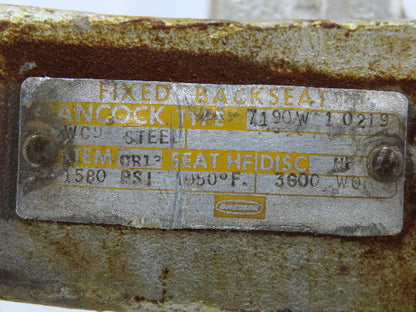 FIXED BACKSEAT
HANCOCK TYPE 7190W 1 0219
WC9 STEEL
STEM CR13 SEAT HF DISC HF
1580 PSI 1050°F. 3600 WOG